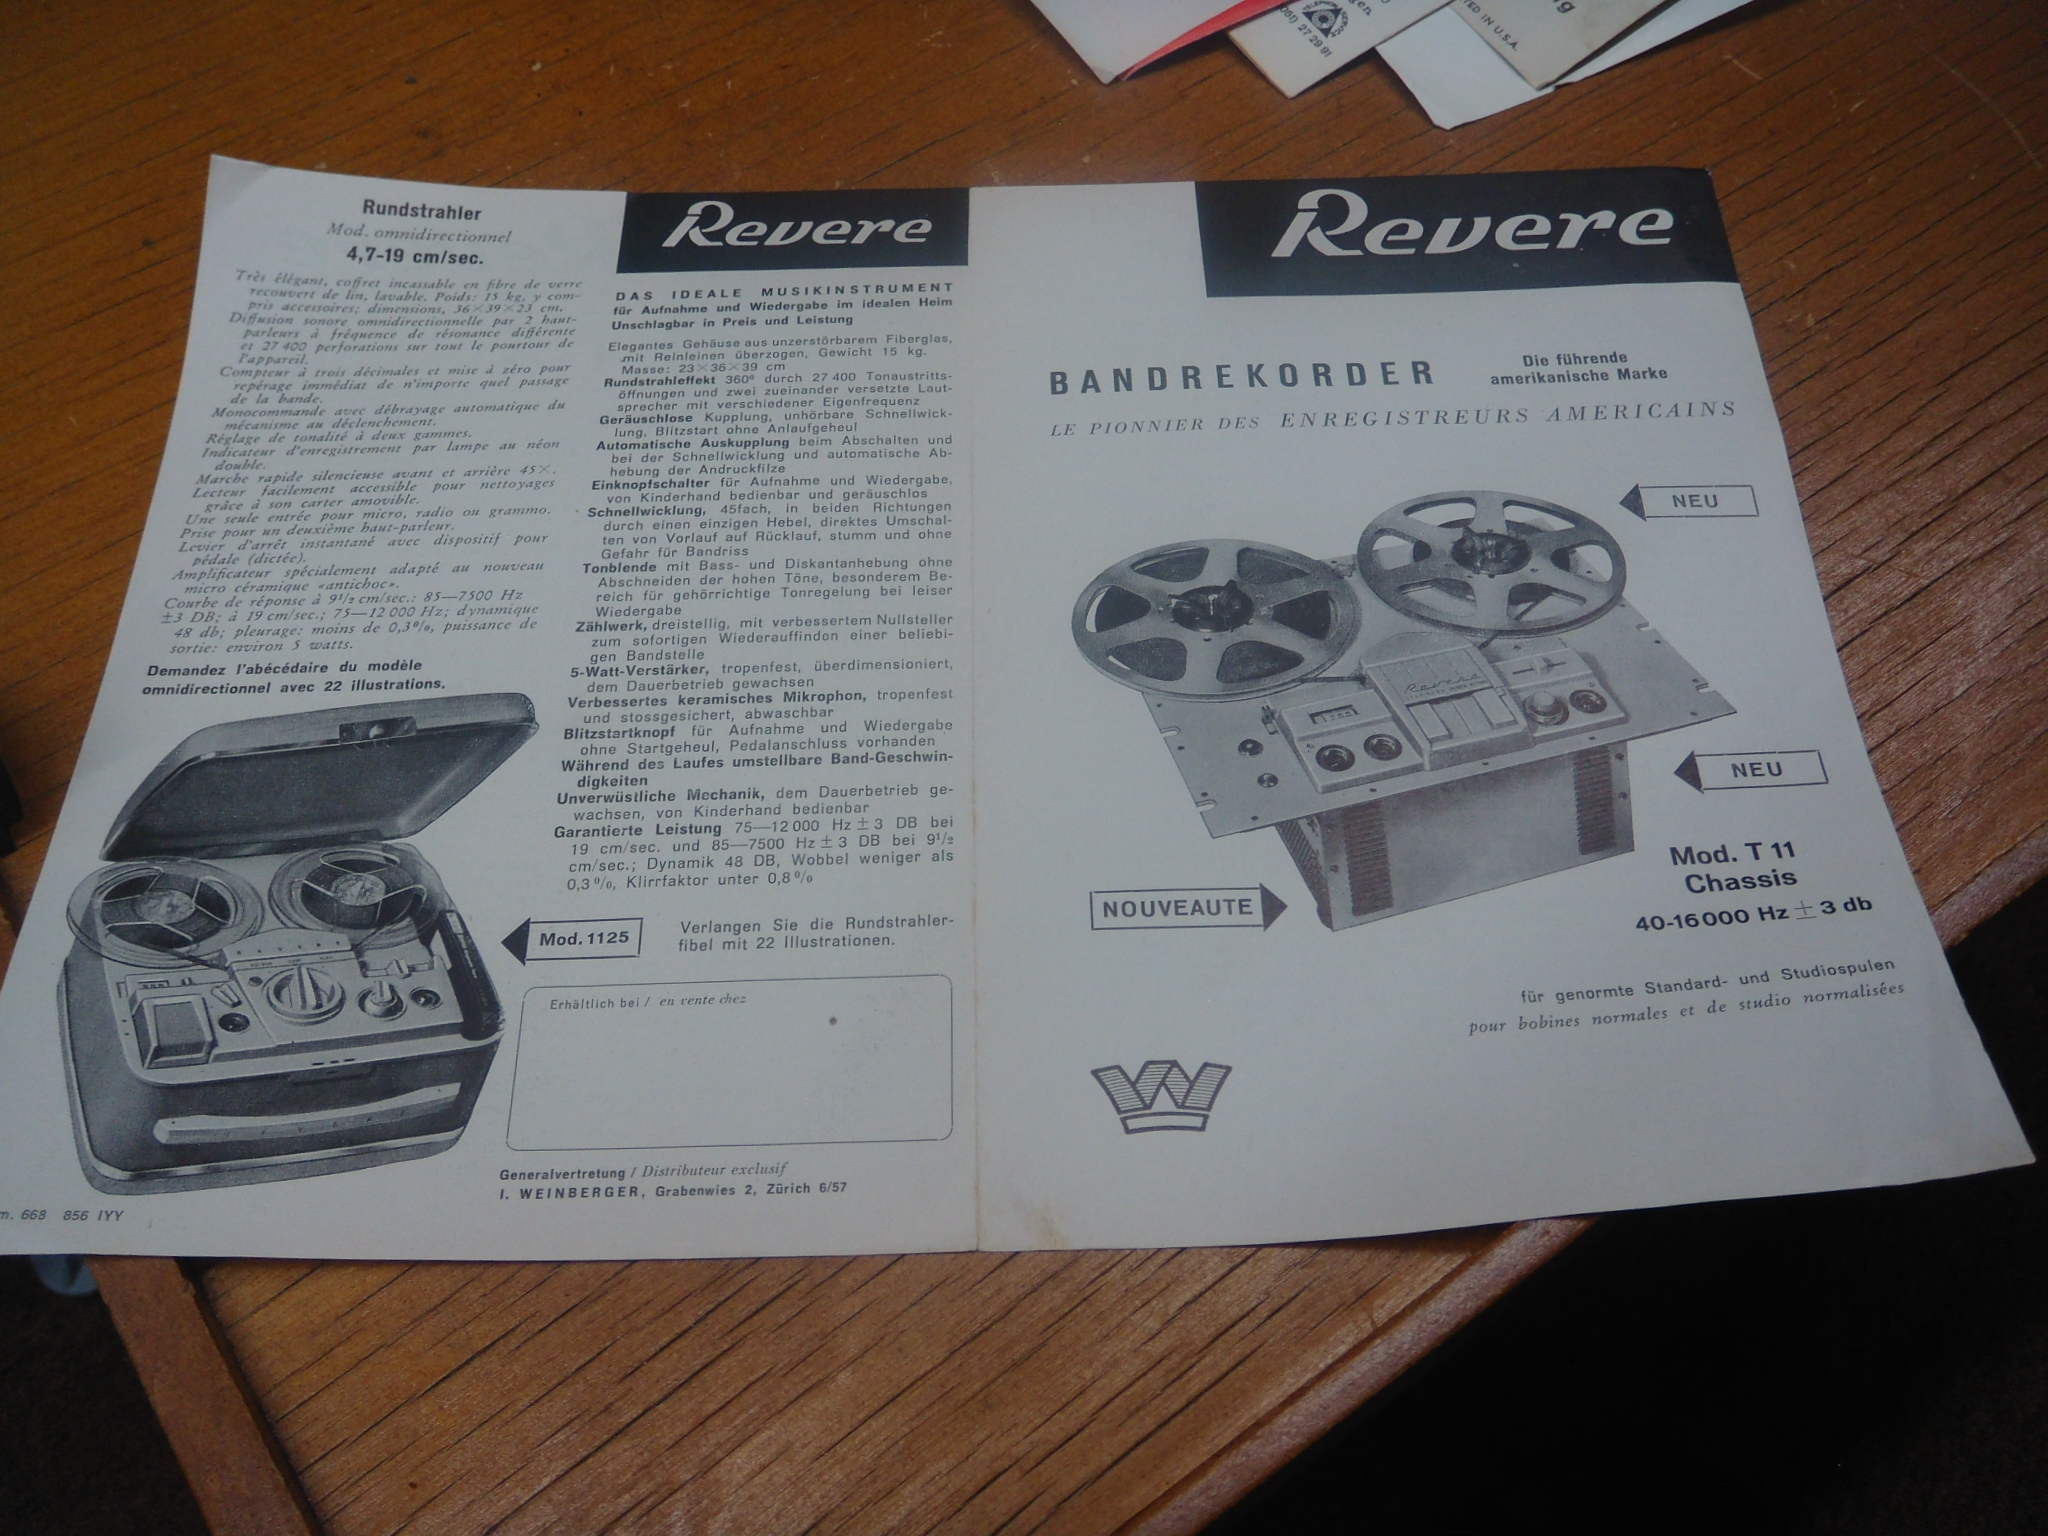 Rundstrahler
Mod. omnidirectionnel
4,7-19 cm/sec.
Très élégant, coffret incassable en fibre de verre
recouvert de lin, lavable. Poids: 15 kg, y com-
pris accessoires; dimensions, 36×39×23 cm.
Diffusion sonore omnidirectionnelle par 2 haut-
parleurs à fréquence de résonance différente
et 27 400 perforations sur tout le pourtour de
l'appareil.
Compteur à trois décimales et mise à zéro pour
repérage immédiat de n'importe quel passage
de la bande.
Monocommande avec débrayage automatique du
mécanisme au déclenchement.
Réglage de tonalité à deux gammes.
Indicateur d'enregistrement par lampe au néon
double.
Marche rapide silencieuse avant et arrière 45×.
Lecteur facilement accessible pour nettoyages
grâce à son carter amovible.
Une seule entrée pour micro, radio ou grammo.
Prise pour un deuxième haut-parleur.
Levier d'arrêt instantané avec dispositif pour
pédale (dictée).
Amplificateur spécialement adapté au nouveau
micro céramique «antichoc».
Courbe de réponse à 9½ cm/sec.: 85—7500 Hz
±3 DB; à 19 cm/sec.; 75—12 000 Hz; dynamique
48 db; pleurage: moins de 0,3%, puissance de
sortie: environ 5 watts.
Demandez l'abécédaire du modèle
omnidirectionnel avec 22 illustrations.
m. 668 856 IYY
Revere
DAS IDEALE MUSIKINSTRUMENT
für Aufnahme und Wiedergabe im idealen Heim
Unschlagbar in Preis und Leistung
Elegantes Gehäuse aus unzerstörbarem Fiberglas,
mit Reinleinen überzogen, Gewicht 15 kg.
Masse: 23×36×39 cm
Rundstrahleffekt 360° durch 27 400 Tonaustritts-
öffnungen und zwei zueinander versetzte Laut-
sprecher mit verschiedener Eigenfrequenz
Geräuschlose Kupplung, unhörbare Schnellwick-
lung, Blitzstart ohne Anlaufgeheul
Automatische Auskupplung beim Abschalten und
bei der Schnellwicklung und automatische Ab-
hebung der Andruckfilze
Einknopfschalter für Aufnahme und Wiedergabe,
von Kinderhand bedienbar und geräuschlos
Schnellwicklung, 45fach, in beiden Richtungen
durch einen einzigen Hebel, direktes Umschal-
ten von Vorlauf auf Rücklauf, stumm und ohne
Gefahr für Bandriss
Tonblende mit Bass- und Diskantanhebung ohne
Abschneiden der hohen Töne, besonderem Be-
reich für gehörrichtige Tonregelung bei leiser
Wiedergabe
Zählwerk, dreistellig, mit verbessertem Nullsteller
zum sofortigen Wiederauffinden einer beliebi-
gen Bandstelle
5-Watt-Verstärker, tropenfest, überdimensioniert,
dem Dauerbetrieb gewachsen
Verbessertes keramisches Mikrophon, tropenfest
und stossgesichert, abwaschbar
Blitzstartknopf für Aufnahme und Wiedergabe
ohne Startgeheul, Pedalanschluss vorhanden
Während des Laufes umstellbare Band-Geschwin-
digkeiten
Unverwüstliche Mechanik, dem Dauerbetrieb ge-
wachsen, von Kinderhand bedienbar
Garantierte Leistung 75—12 000 Hz ± 3 DB bei
19 cm/sec. und 85—7500 Hz ± 3 DB bei 9½
cm/sec.; Dynamik 48 DB, Wobbel weniger als
0,3%, Klirrfaktor unter 0,8%
Mod. 1125
Verlangen Sie die Rundstrahler-
fibel mit 22 Illustrationen.
Erhältlich bei / en vente chez
Generalvertretung / Distributeur exclusif
I. WEINBERGER, Grabenwies 2, Zürich 6/57
Revere
BANDREKORDER
Die führende
amerikanische Marke
LE PIONNIER DES ENREGISTREURS AMERICAINS
NEU
Revere
NEU
NOUVEAUTE
Mod. T 11
Chassis
40-16000 Hz ± 3 db
für genormte Standard- und Studiospulen
pour bobines normales et de studio normalisées
W
gen.
(051) 27 29 91
TED IN U.S.A.